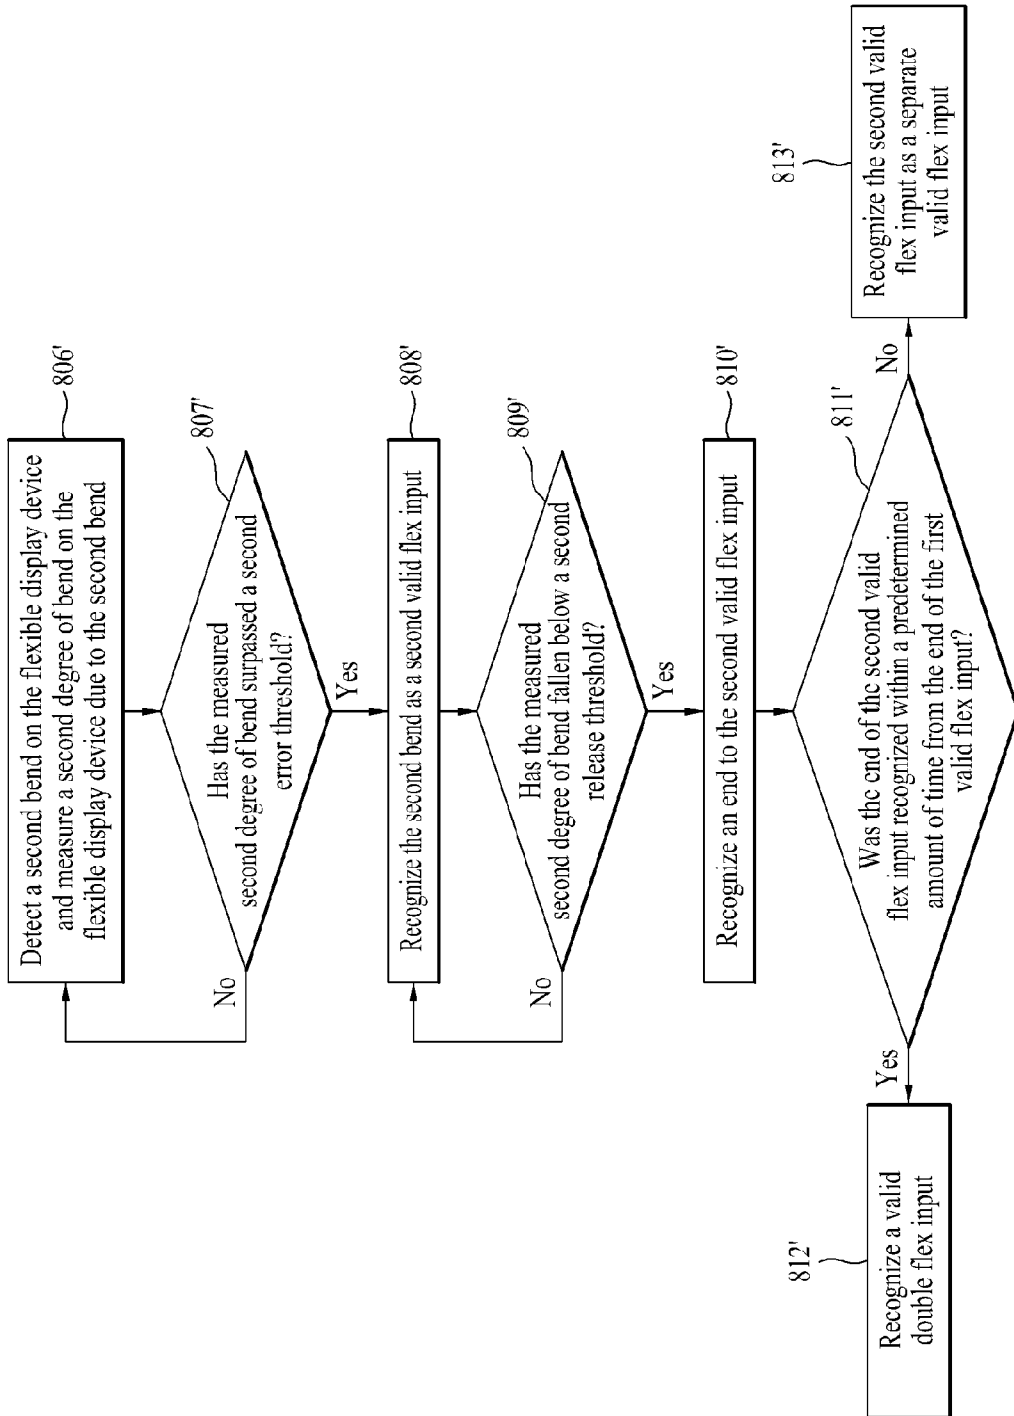 Detect a second bend on the flexible display device
and measure a second degree of bend on the
flexible display device due to the second bend
806'
Has the measured
second degree of bend surpassed a second
error threshold?
807'
No
Yes
Recognize the second bend as a second valid flex input
808'
Has the measured
second degree of bend fallen below a second
release threshold?
809'
No
Yes
Recognize an end to the second valid flex input
810'
Was the end of the second valid
flex input recognized within a predetermined
amount of time from the end of the first
valid flex input?
811'
Yes
No
812'
Recognize a valid
double flex input
813'
Recognize the second valid
flex input as a separate
valid flex input